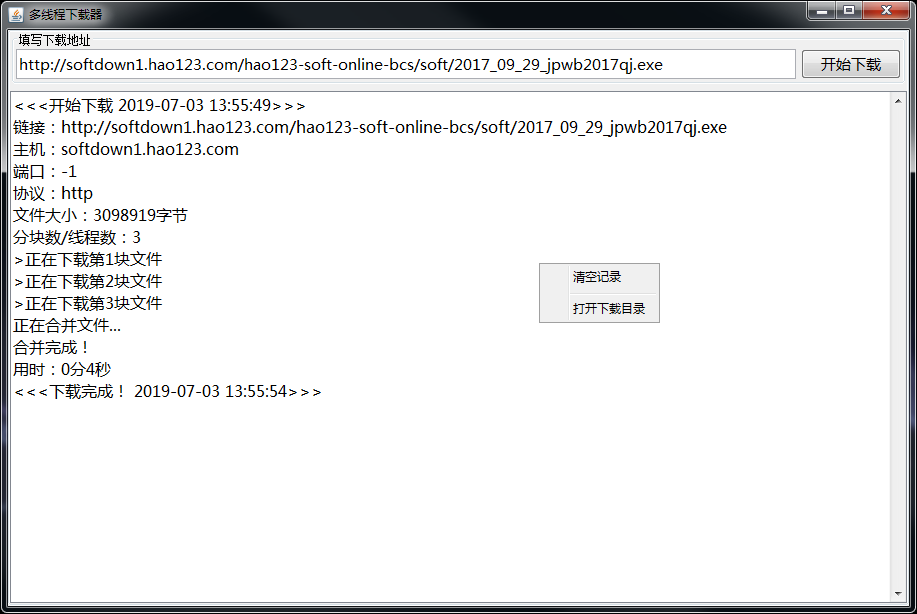 多线程下载器
填写下载地址
http://softdown1.hao123.com/hao123-soft-online-bcs/soft/2017_09_29_jpwb2017qj.exe
开始下载
<<<开始下载 2019-07-03 13:55:49>>>
链接：http://softdown1.hao123.com/hao123-soft-online-bcs/soft/2017_09_29_jpwb2017qj.exe
主机：softdown1.hao123.com
端口：-1
协议：http
文件大小：3098919字节
分块数/线程数：3
>正在下载第1块文件
>正在下载第2块文件
>正在下载第3块文件
正在合并文件...
合并完成！
用时：0分4秒
<<<下载完成！ 2019-07-03 13:55:54>>>
清空记录
打开下载目录